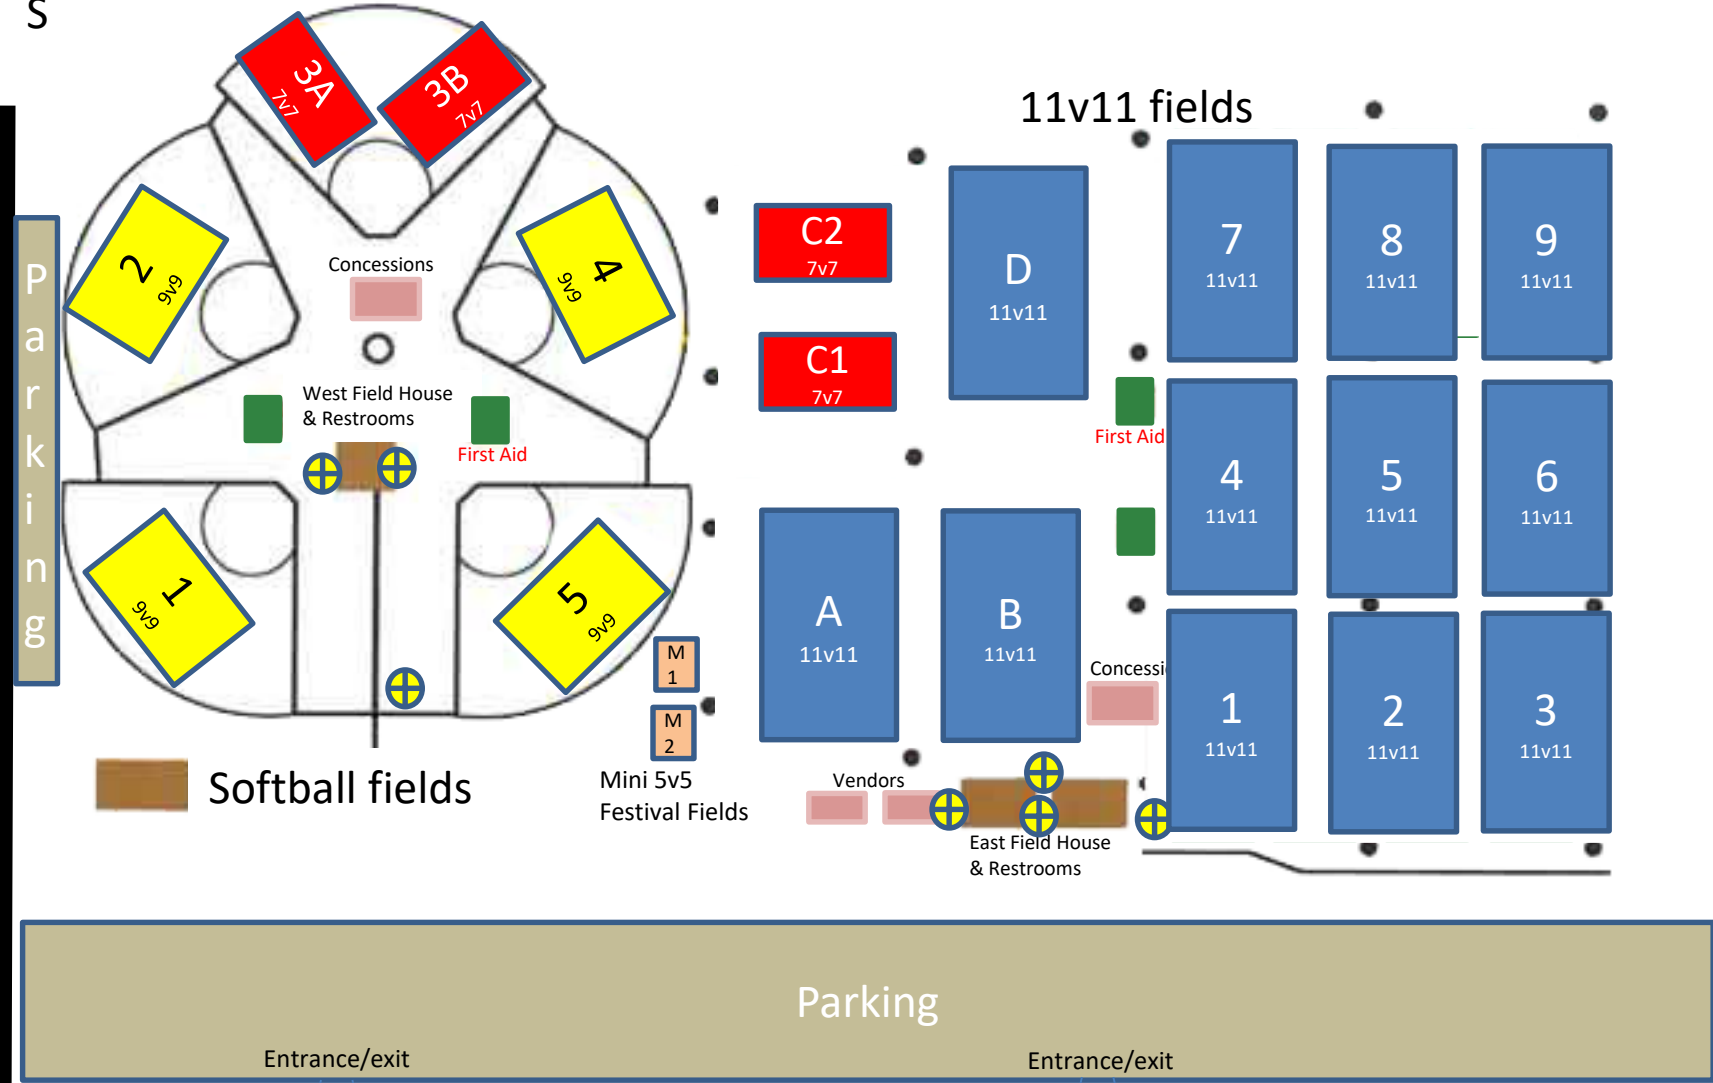 S
3A
7v7
3B
7v7
11v11 fields
2
9v9
4
9v9
Concessions
C2
7v7
C1
7v7
D
11v11
7
11v11
8
11v11
9
11v11
Parking
West Field House
& Restrooms
First Aid
First Aid
4
11v11
5
11v11
6
11v11
1
9v9
5
9v9
M
1
M
2
A
11v11
B
11v11
Concessi
1
11v11
2
11v11
3
11v11
Softball fields
Mini 5v5
Festival Fields
Vendors
East Field House
& Restrooms
Parking
Entrance/exit
Entrance/exit